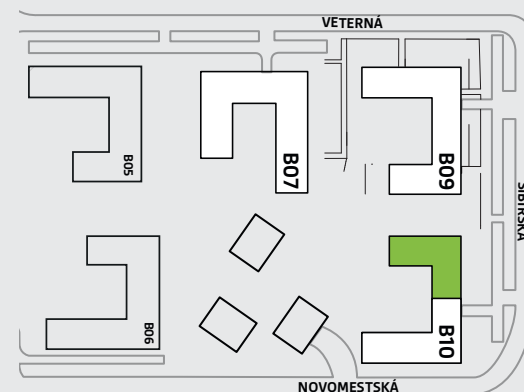 VETERNÁ
B05
B07
B09
SIBÍRSKA
B06
B10
NOVOMESTSKÁ